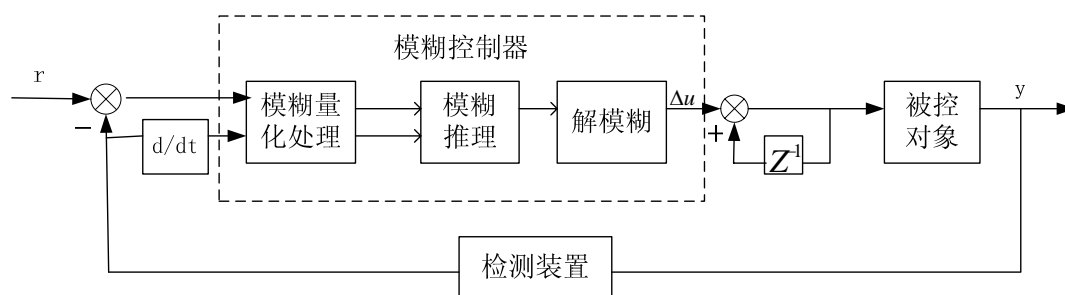 模糊控制器
r
模糊量
化处理
模糊
推理
解模糊
Δu
被控
对象
y
−
d/dt
+
Z⁻¹
检测装置